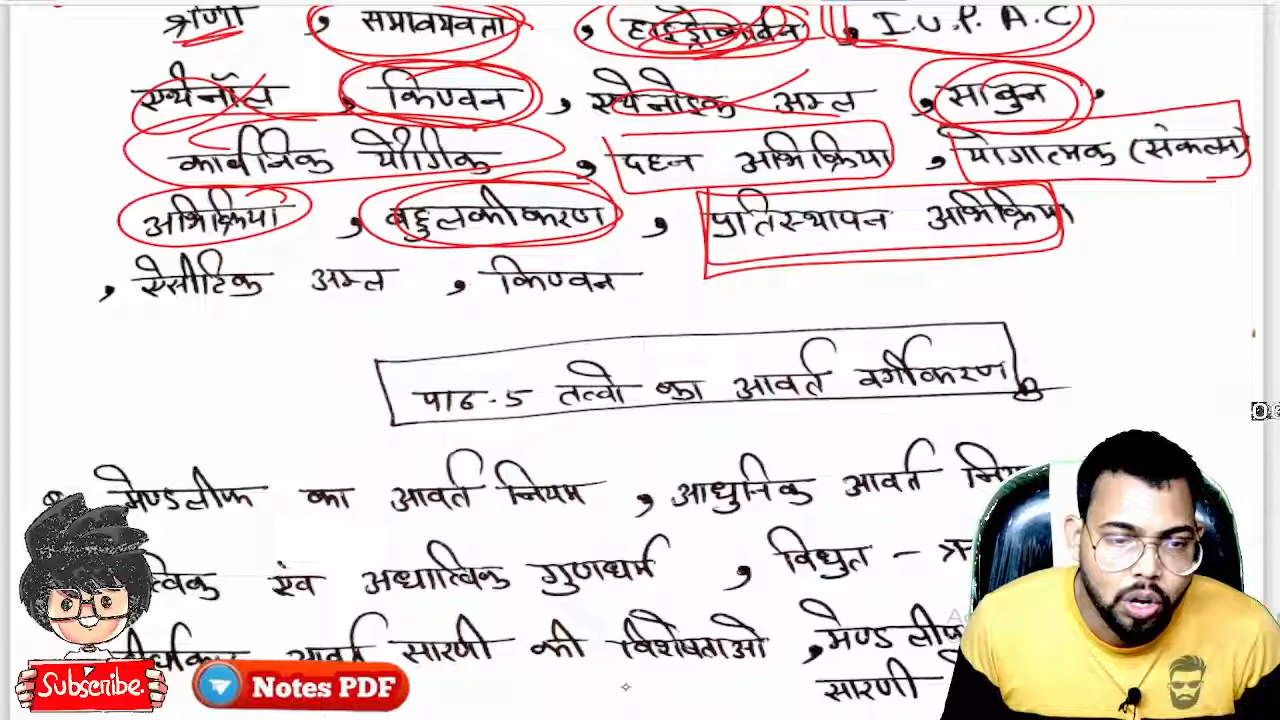 श्रेणी , समावयवता , हाइड्रोकार्बन , I.U.P.A.C
एथेनॉल , किण्वन , एथेनोइक अम्ल , साबुन ,
कार्बनिक यौगिक , दहन अभिक्रिया , योगात्मक (संकलन)
अभिक्रिया , बहुलकीकरण , प्रतिस्थापन अभिक्रिया
, ऐसीटिक अम्ल , किण्वन
पाठ-5 तत्वो का आवर्त वर्गीकरण
मेण्डलीफ का आवर्त नियम , आधुनिक आवर्त
एंव अधात्विक गुणधर्म , विधुत -
आवर्त सारणी की विशेषताओ , मेण्डलीफ
सारणी
Subscribe.
Notes PDF